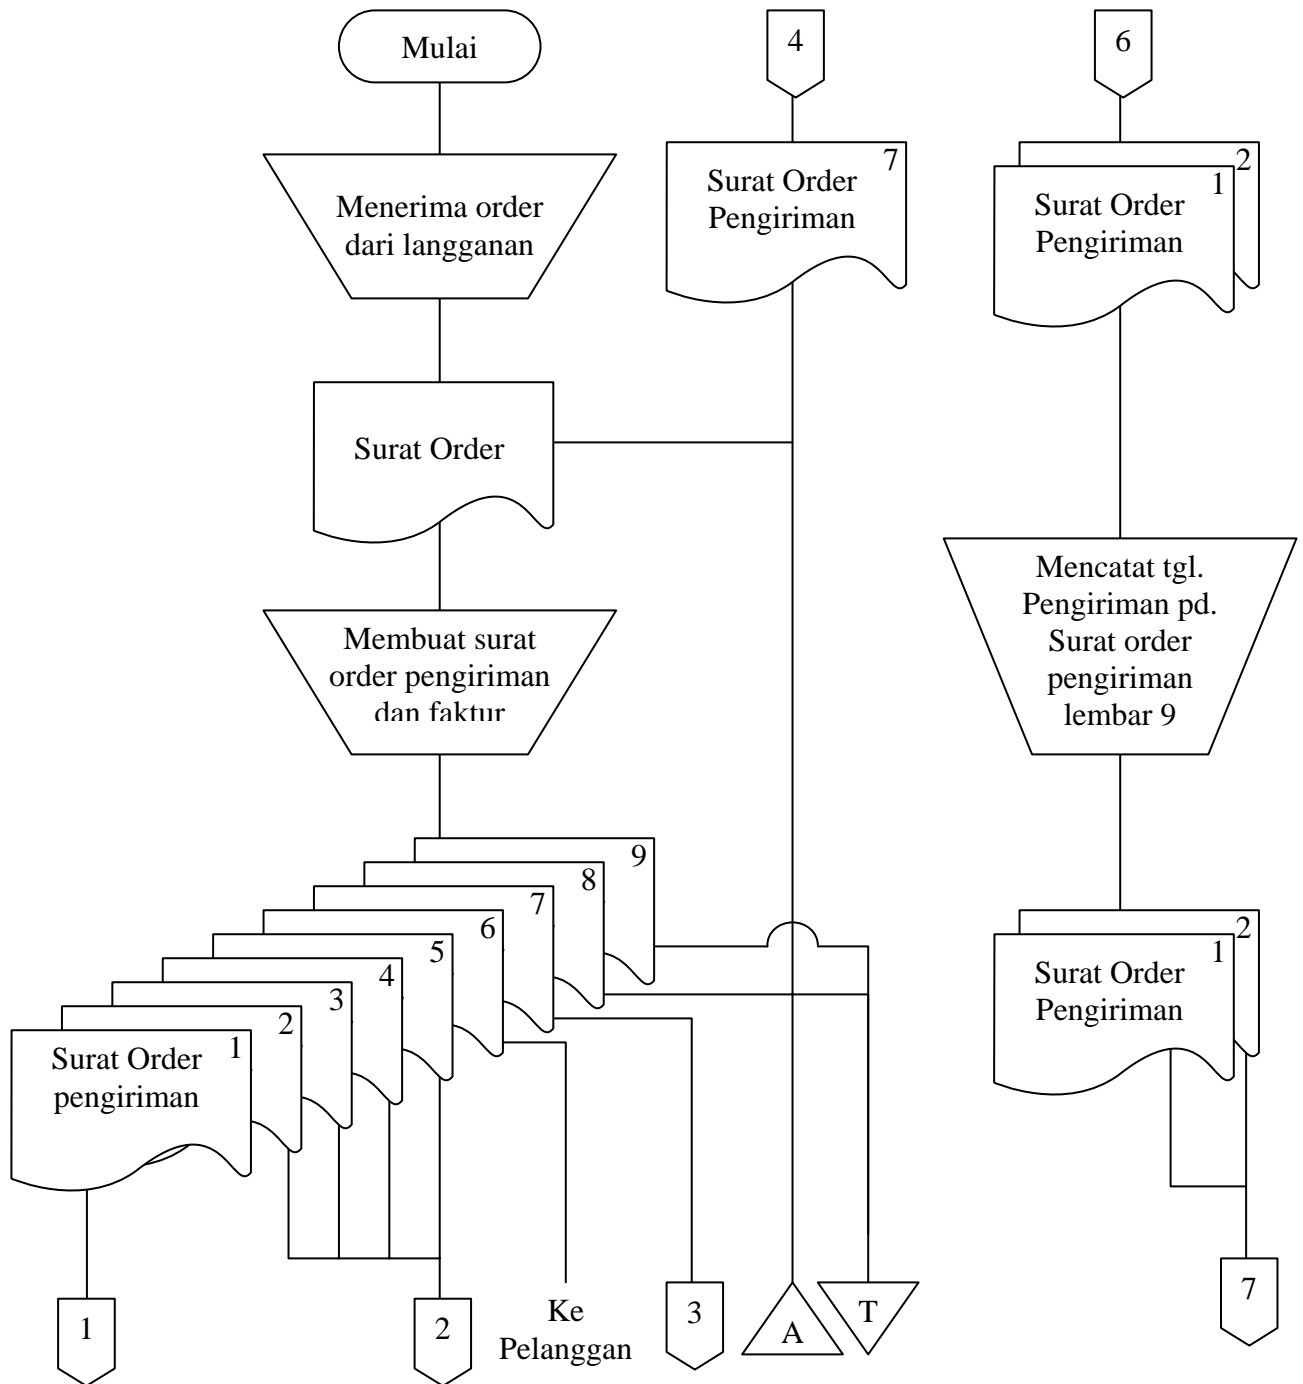 Mulai
Menerima order
dari langganan
Surat Order
Membuat surat
order pengiriman
dan faktur
9
8
7
6
5
4
3
2
1
Surat Order
pengiriman
1
2
Ke
Pelanggan
3
A
T
4
7
Surat Order
Pengiriman
6
2
1
Surat Order
Pengiriman
Mencatat tgl.
Pengiriman pd.
Surat order
pengiriman
lembar 9
2
1
Surat Order
Pengiriman
7